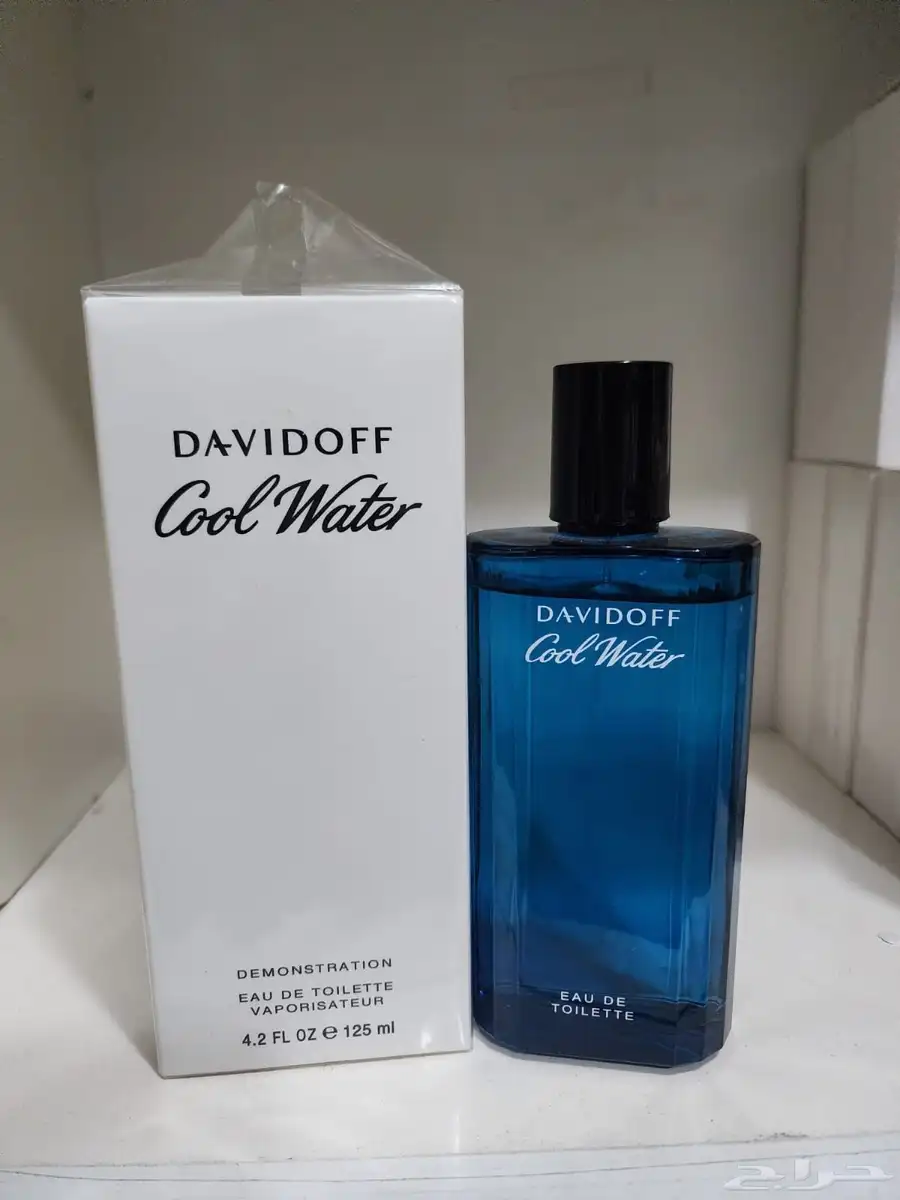 DAVIDOFF
Cool Water
DEMONSTRATION
EAU DE TOILETTE
VAPORISATEUR
4.2 FL OZ ℮ 125 ml
DAVIDOFF
Cool Water
EAU DE
TOILETTE
حراج